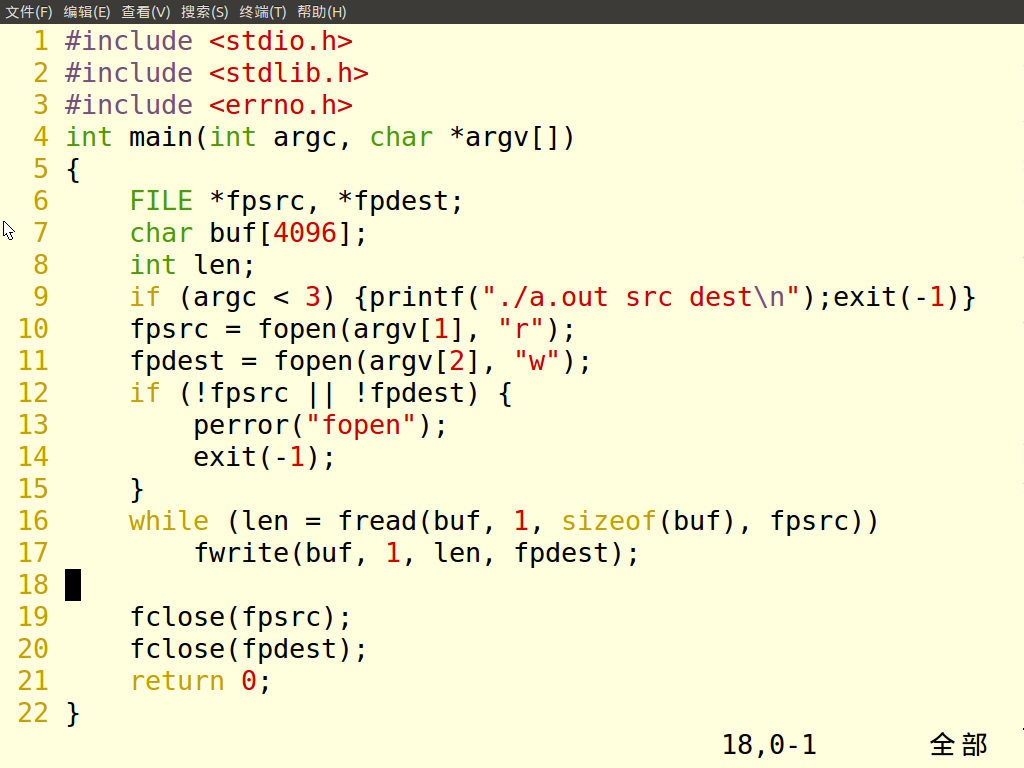 文件(F) 编辑(E) 查看(V) 搜索(S) 终端(T) 帮助(H)
1 #include <stdio.h>
2 #include <stdlib.h>
3 #include <errno.h>
4 int main(int argc, char *argv[])
5 {
6     FILE *fpsrc, *fpdest;
7     char buf[4096];
8     int len;
9     if (argc < 3) {printf("./a.out src dest\n");exit(-1)}
10     fpsrc = fopen(argv[1], "r");
11     fpdest = fopen(argv[2], "w");
12     if (!fpsrc || !fpdest) {
13         perror("fopen");
14         exit(-1);
15     }
16     while (len = fread(buf, 1, sizeof(buf), fpsrc))
17         fwrite(buf, 1, len, fpdest);
18
19     fclose(fpsrc);
20     fclose(fpdest);
21     return 0;
22 }
18,0-1 全部